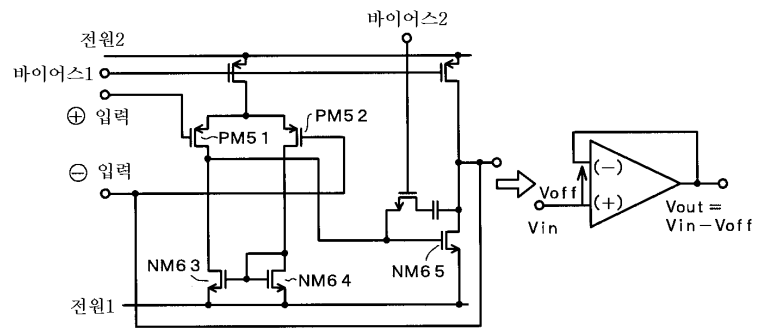 바이어스2
전원2
바이어스1
⊕ 입력
PM51
PM52
⊖ 입력
NM63
NM64
NM65
전원1
Voff
(-)
(+)
Vin
Vout=
Vin-Voff